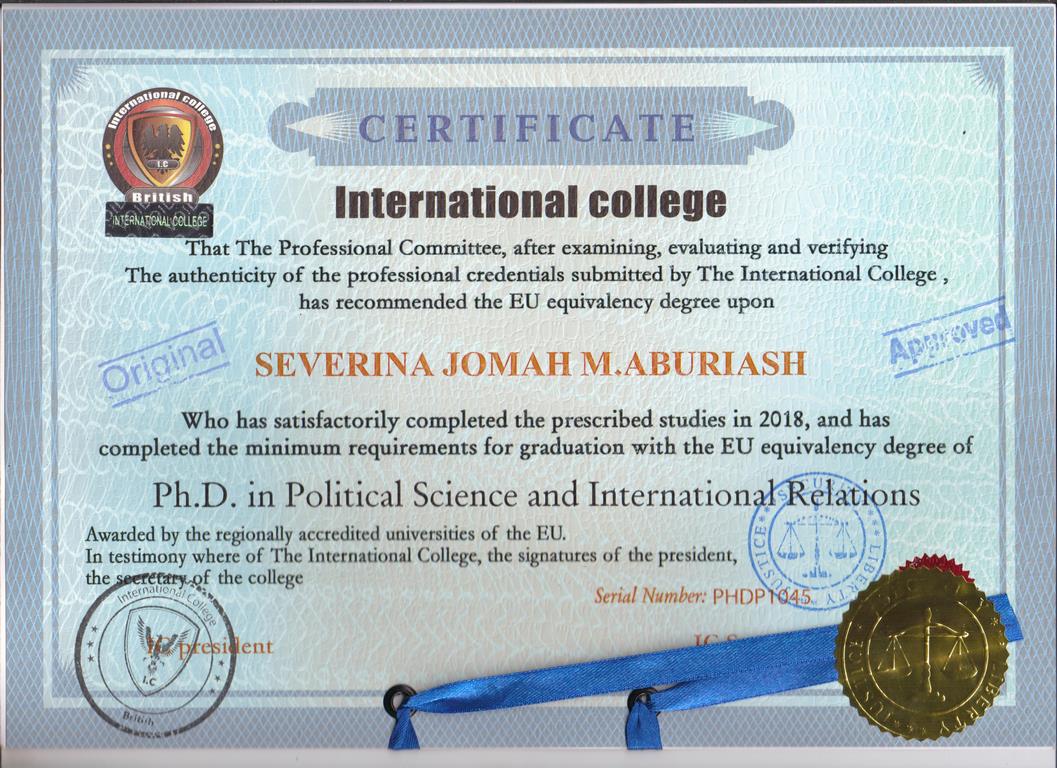 International college
I.C
British
INTERNATIONAL COLLEGE
CERTIFICATE
International college
That The Professional Committee, after examining, evaluating and verifying
The authenticity of the professional credentials submitted by The International College ,
has recommended the EU equivalency degree upon
Original
Approved
SEVERINA JOMAH M.ABURIASH
Who has satisfactorily completed the prescribed studies in 2018, and has
completed the minimum requirements for graduation with the EU equivalency degree of
Ph.D. in Political Science and International Relations
Awarded by the regionally accredited universities of the EU.
In testimony where of The International College, the signatures of the president,
the secretary of the college
SECURITY
JUSTICE
LIBERTY
Serial Number: PHDP1045
International College
I.C
British
IC president
IC
JUSTICE
LIBERTY